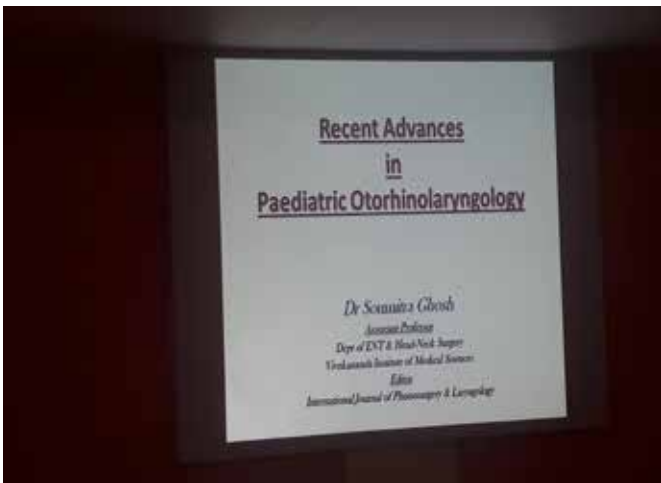 Recent Advances
in
Paediatric Otorhinolaryngology
Dr Soumitra Ghosh
Associate Professor
Dept of ENT & Head-Neck Surgery
Vivekananda Institute of Medical Sciences
Editor
International Journal of Phonosurgery & Laryngology